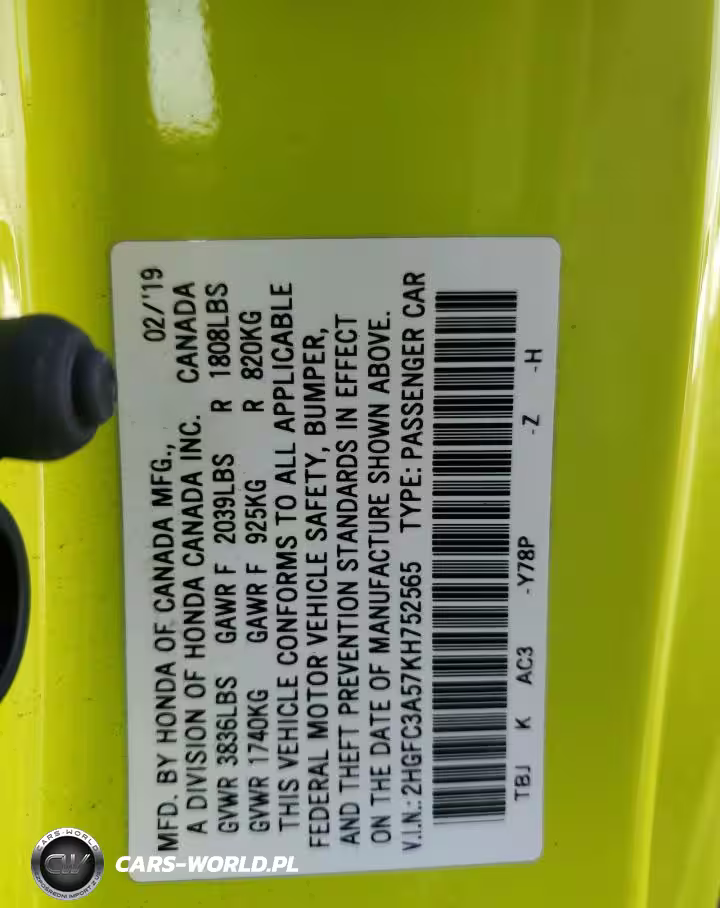 MFD. BY HONDA OF CANADA MFG., 02/'19
A DIVISION OF HONDA CANADA INC. CANADA
GVWR 3836LBS GAWR F 2039LBS R 1808LBS
GVWR 1740KG GAWR F 925KG R 820KG
THIS VEHICLE CONFORMS TO ALL APPLICABLE
FEDERAL MOTOR VEHICLE SAFETY, BUMPER,
AND THEFT PREVENTION STANDARDS IN EFFECT
ON THE DATE OF MANUFACTURE SHOWN ABOVE.
V.I.N.: 2HGFC3A57KH752565 TYPE: PASSENGER CAR
TBJ K AC3 -Y78P -Z -H
CARS-WORLD
CW
CARS-WORLD.PL